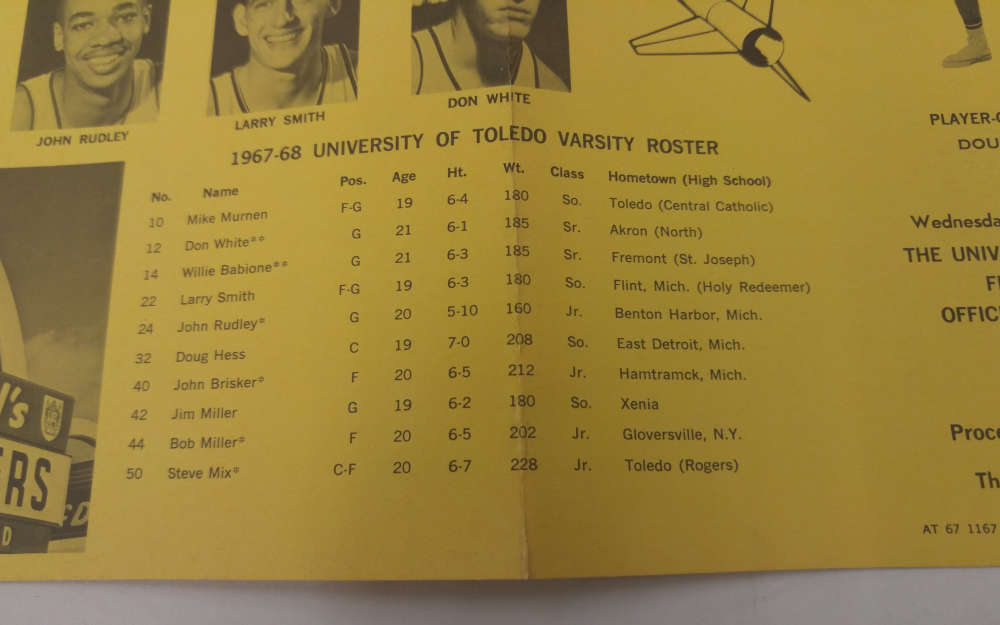 JOHN RUDLEY
LARRY SMITH
DON WHITE
1967-68 UNIVERSITY OF TOLEDO VARSITY ROSTER
No. Name Pos. Age Ht. Wt. Class Hometown (High School)
10 Mike Murnen F-G 19 6-4 180 So. Toledo (Central Catholic)
12 Don White** G 21 6-1 185 Sr. Akron (North)
14 Willie Babione** G 21 6-3 185 Sr. Fremont (St. Joseph)
22 Larry Smith F-G 19 6-3 180 So. Flint, Mich. (Holy Redeemer)
24 John Rudley* G 20 5-10 160 Jr. Benton Harbor, Mich.
32 Doug Hess C 19 7-0 208 So. East Detroit, Mich.
40 John Brisker* F 20 6-5 212 Jr. Hamtramck, Mich.
42 Jim Miller G 19 6-2 180 So. Xenia
44 Bob Miller* F 20 6-5 202 Jr. Gloversville, N.Y.
50 Steve Mix* C-F 20 6-7 228 Jr. Toledo (Rogers)
PLAYER-
DOU
Wednesda
THE UNIV
F
OFFIC
Proce
Th
AT 67 1167
's
ERS
D